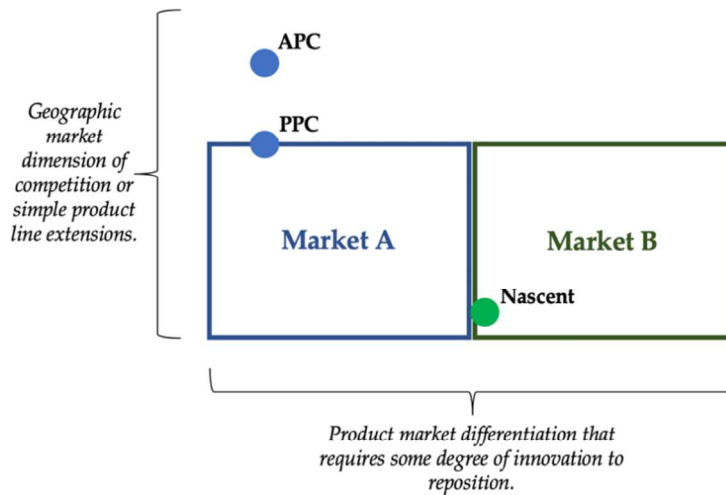 APC
PPC
Geographic
market
dimension of
competition or
simple product
line extensions.
Market A
Market B
Nascent
Product market differentiation that
requires some degree of innovation to
reposition.